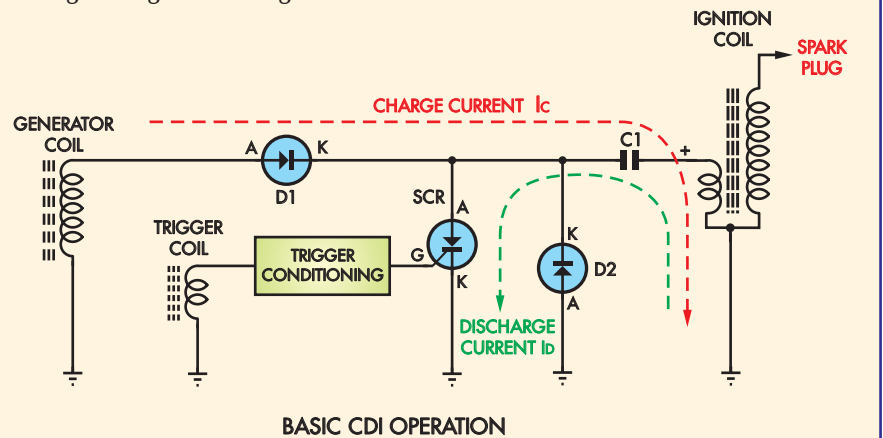 IGNITION
COIL
SPARK
PLUG
CHARGE CURRENT IC
GENERATOR
COIL
A
K
D1
C1
+
SCR
A
TRIGGER
COIL
TRIGGER
CONDITIONING
G
K
K
D2
A
DISCHARGE
CURRENT ID
BASIC CDI OPERATION